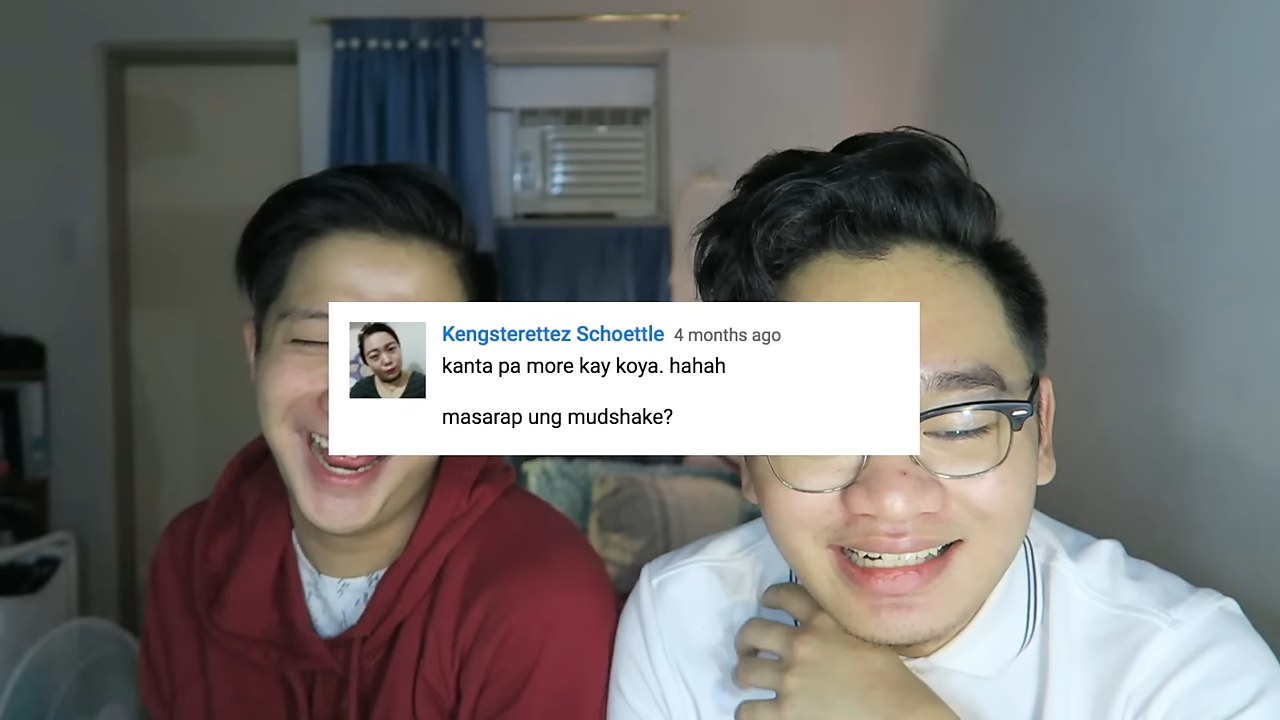 Kengsterettez Schoettle 4 months ago
kanta pa more kay koya. hahah
masarap ung mudshake?